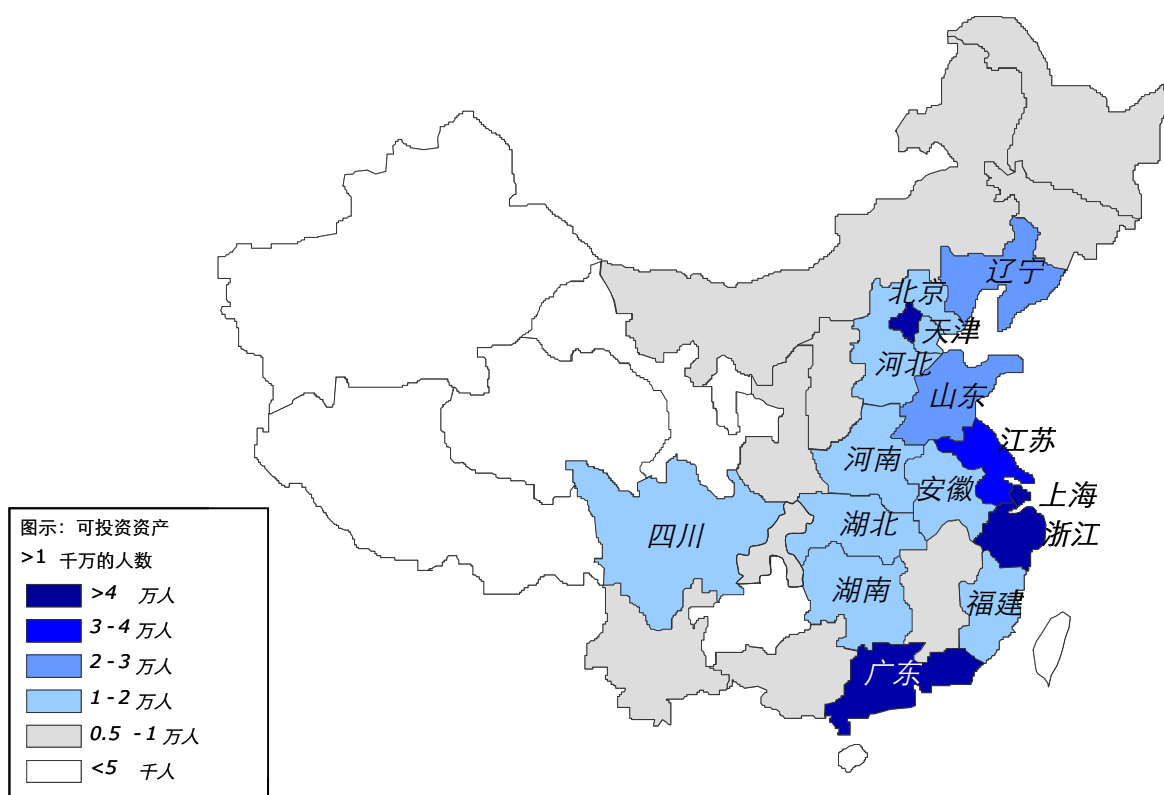 辽宁
北京
天津
河北
山东
江苏
河南
安徽
上海
四川
湖北
浙江
湖南
福建
广东
图示：可投资资产
>1 千万的人数
>4 万人
3-4 万人
2-3 万人
1-2 万人
0.5 -1 万人
<5 千人